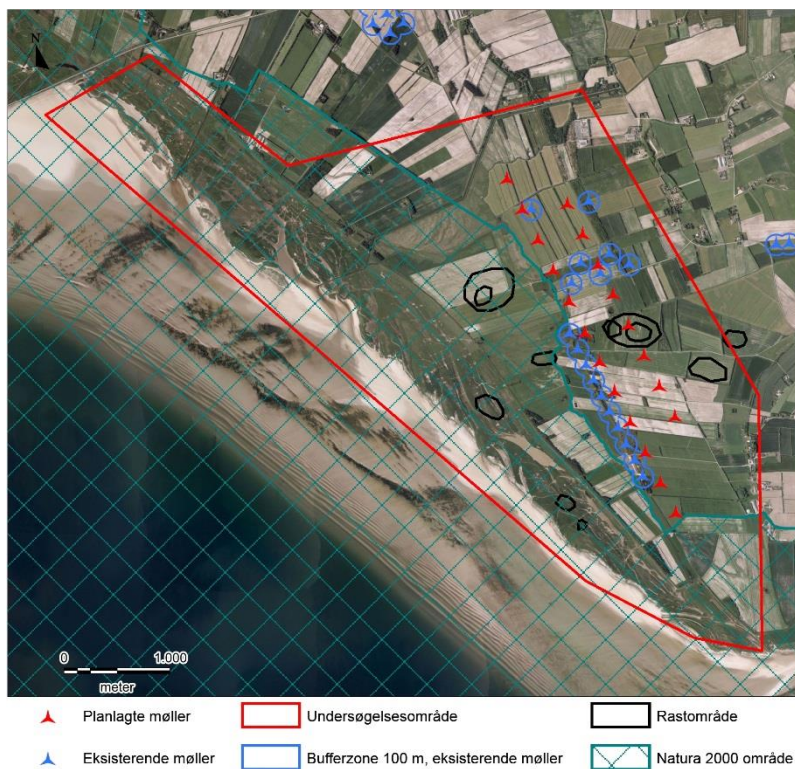 N
0 1.000
meter
Planlagte møller Undersøgelsesområde Rastområde
Eksisterende møller Bufferzone 100 m, eksisterende møller Natura 2000 område